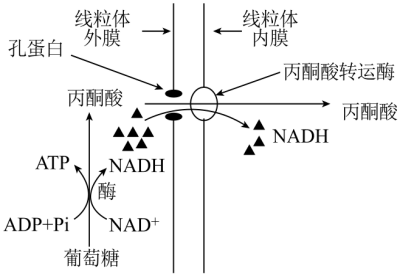 线粒体
外膜
线粒体
内膜
孔蛋白
丙酮酸转运酶
丙酮酸
丙酮酸
NADH
ATP
NADH
酶
ADP+Pi
NAD⁺
葡萄糖